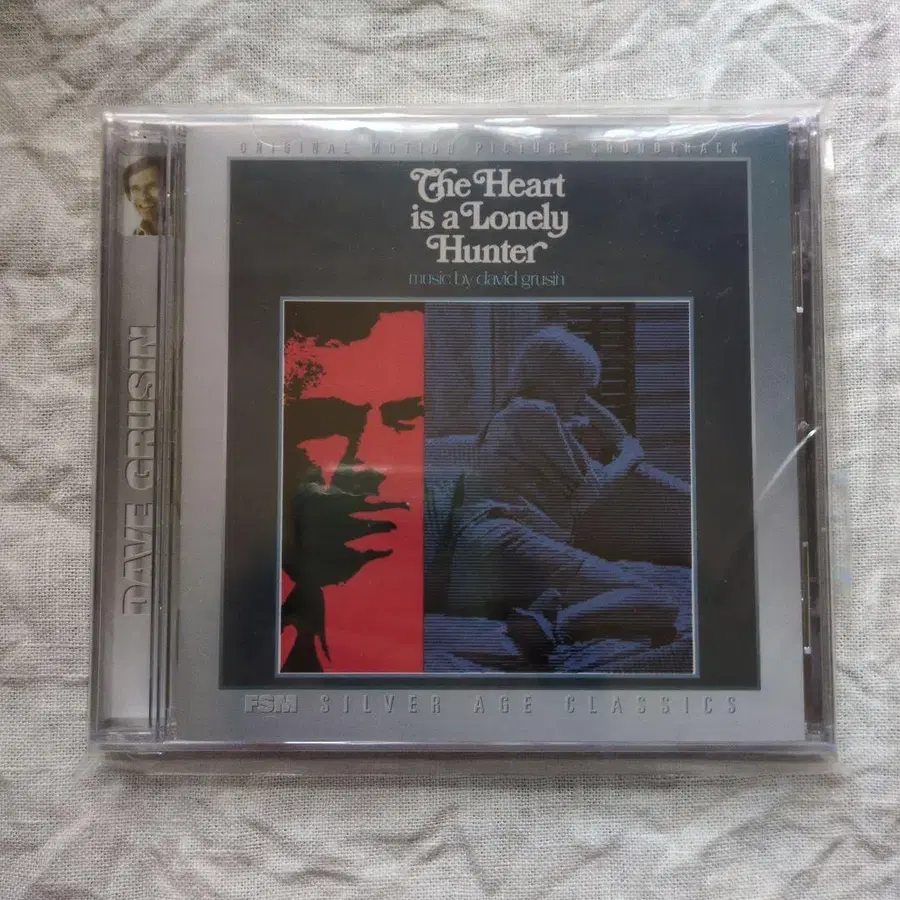 ORIGINAL MOTION PICTURE SOUNDTRACK
The Heart
is a Lonely
Hunter
music by david grusin
DAVE GRUSIN
FSM SILVER AGE CLASSICS